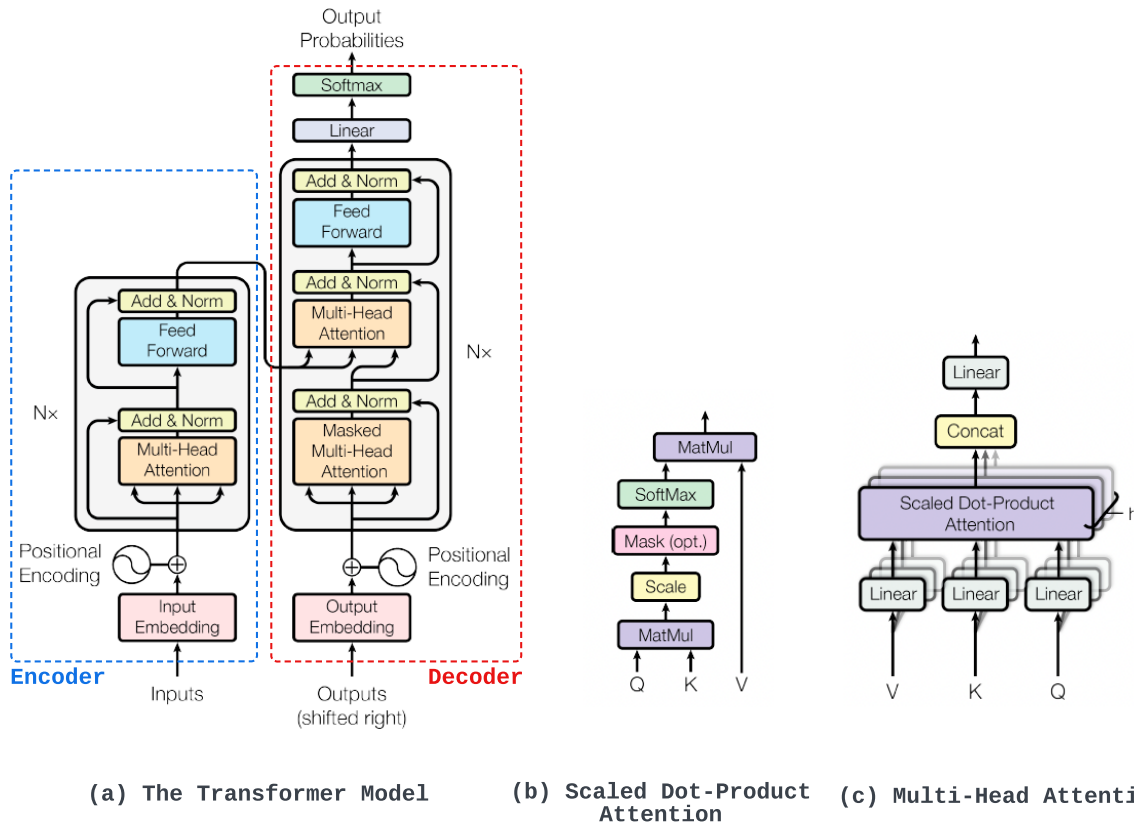 Output
Probabilities
Softmax
Linear
Add & Norm
Feed
Forward
Add & Norm
Multi-Head
Attention
Nx
Add & Norm
Masked
Multi-Head
Attention
Positional
Encoding
Output
Embedding
Decoder
Outputs
(shifted right)
Add & Norm
Feed
Forward
Nx
Add & Norm
Multi-Head
Attention
Positional
Encoding
Input
Embedding
Encoder
Inputs
(a) The Transformer Model
MatMul
SoftMax
Mask (opt.)
Scale
MatMul
Q K V
(b) Scaled Dot-Product
Attention
Linear
Concat
Scaled Dot-Product
Attention
h
Linear Linear Linear
V K Q
(c) Multi-Head Attenti